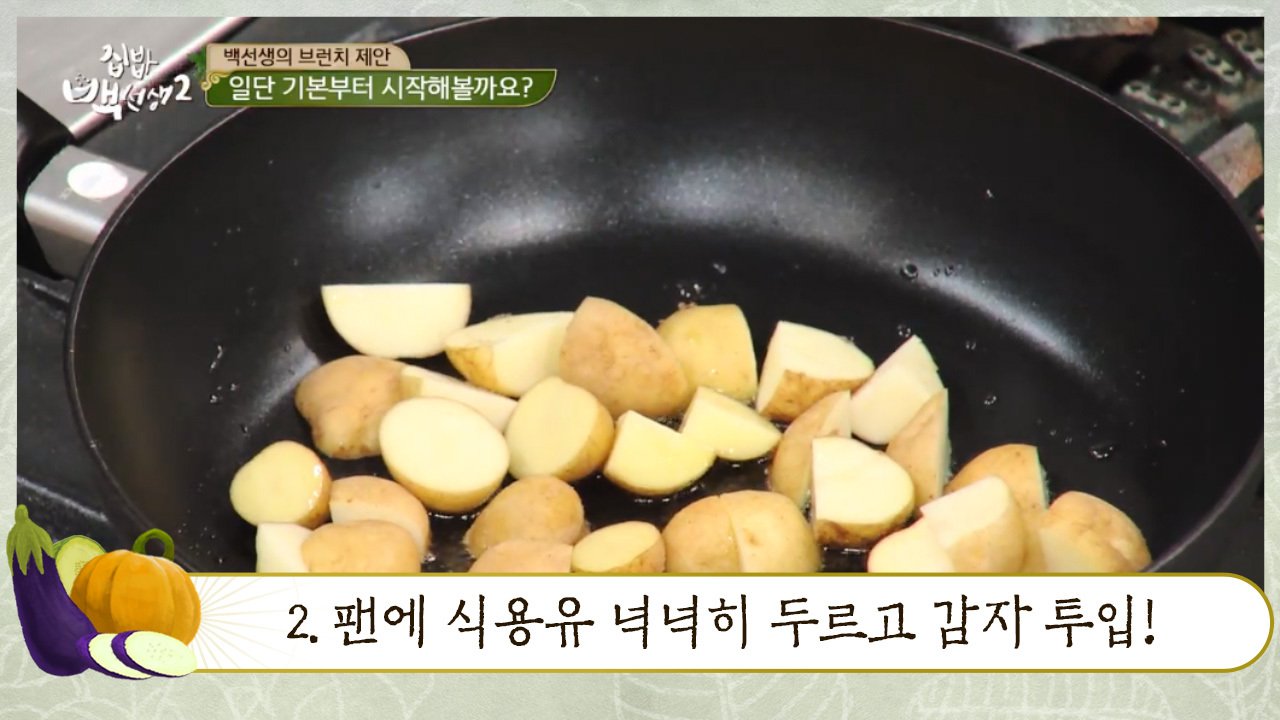 집밥
백선생2
백선생의 브런치 제안
일단 기본부터 시작해볼까요?
2. 팬에 식용유 넉넉히 두르고 감자 투입!